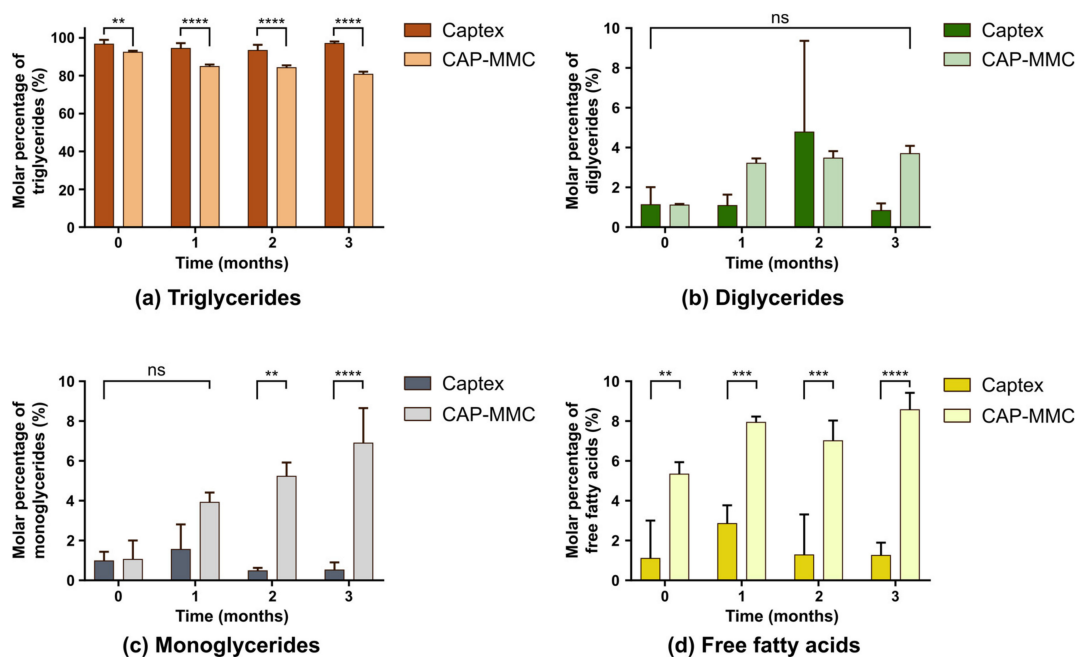 Molar percentage of
triglycerides (%)
100
80
60
40
20
0
**
****
****
****
0 1 2 3
Time (months)
Captex
CAP-MMC
(a) Triglycerides
Molar percentage of
diglycerides (%)
10
8
6
4
2
0
ns
0 1 2 3
Time (months)
Captex
CAP-MMC
(b) Diglycerides
Molar percentage of
monoglycerides (%)
10
8
6
4
2
0
ns
**
****
0 1 2 3
Time (months)
Captex
CAP-MMC
(c) Monoglycerides
Molar percentage of
free fatty acids (%)
10
8
6
4
2
0
**
***
***
****
0 1 2 3
Time (months)
Captex
CAP-MMC
(d) Free fatty acids